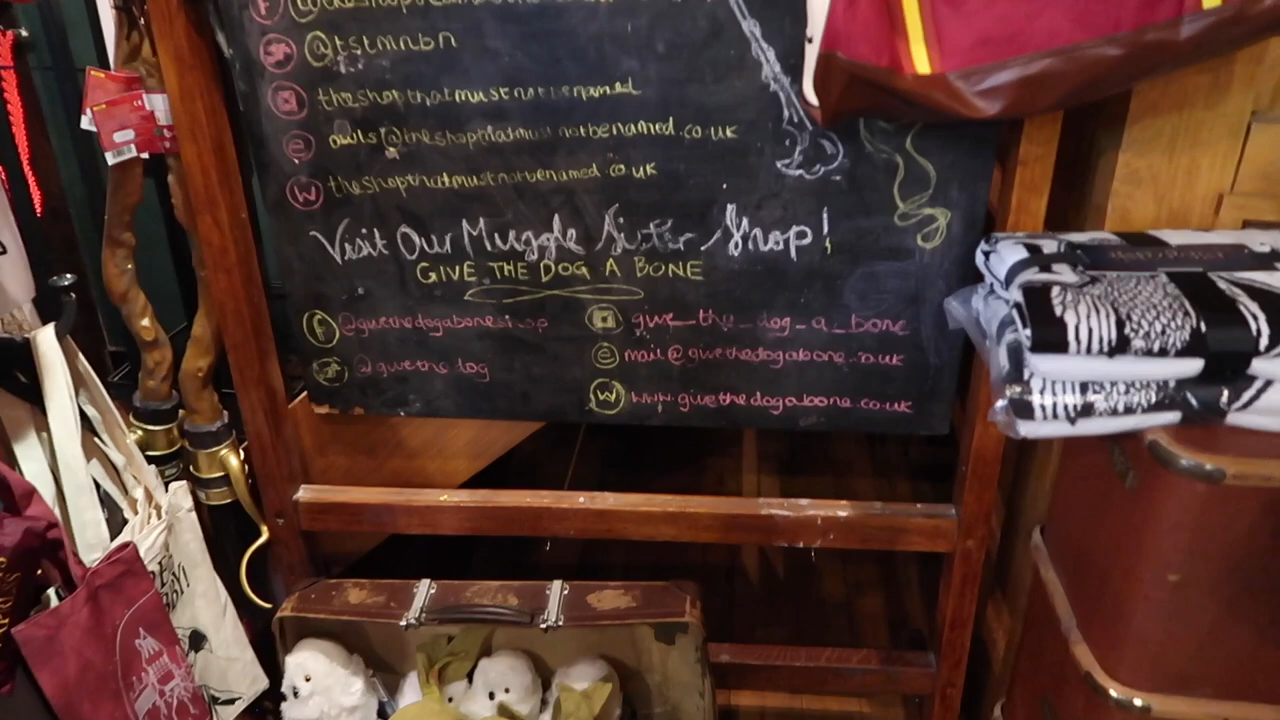 @tstmnbn
theshopthatmustnotbenamed
e owls@theshopthatmustnotbenamed.co.uk
w theshopthatmustnotbenamed.co.uk
Visit Our Muggle Sister Shop!
GIVE THE DOG A BONE
f @givethedogaboneshop
give_the_dog_a_bone
@givethedog
e mail@givethedogabone.co.uk
w www.givethedogabone.co.uk